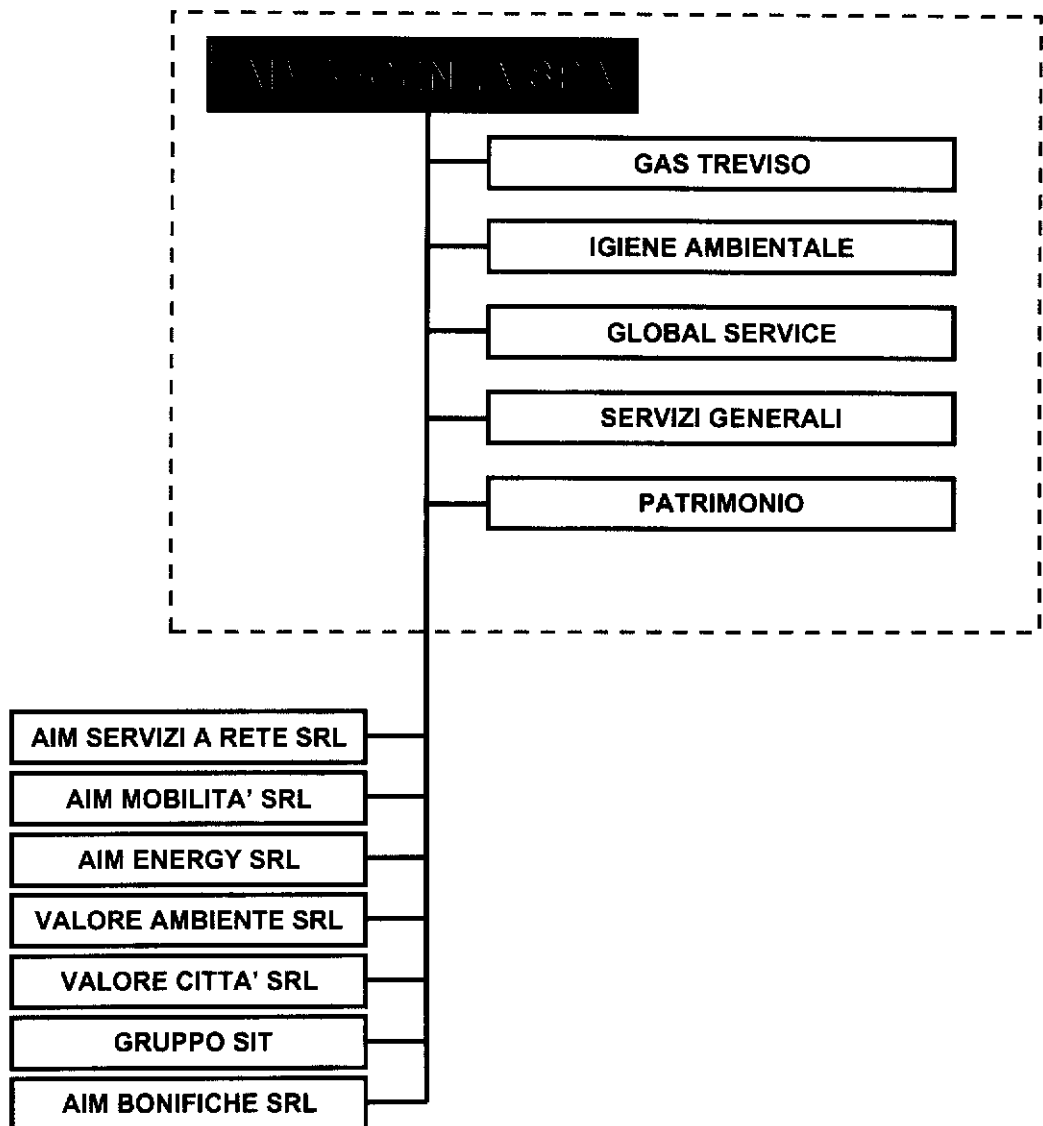 GAS TREVISO
IGIENE AMBIENTALE
GLOBAL SERVICE
SERVIZI GENERALI
PATRIMONIO
AIM SERVIZI A RETE SRL
AIM MOBILITA’ SRL
AIM ENERGY SRL
VALORE AMBIENTE SRL
VALORE CITTA’ SRL
GRUPPO SIT
AIM BONIFICHE SRL